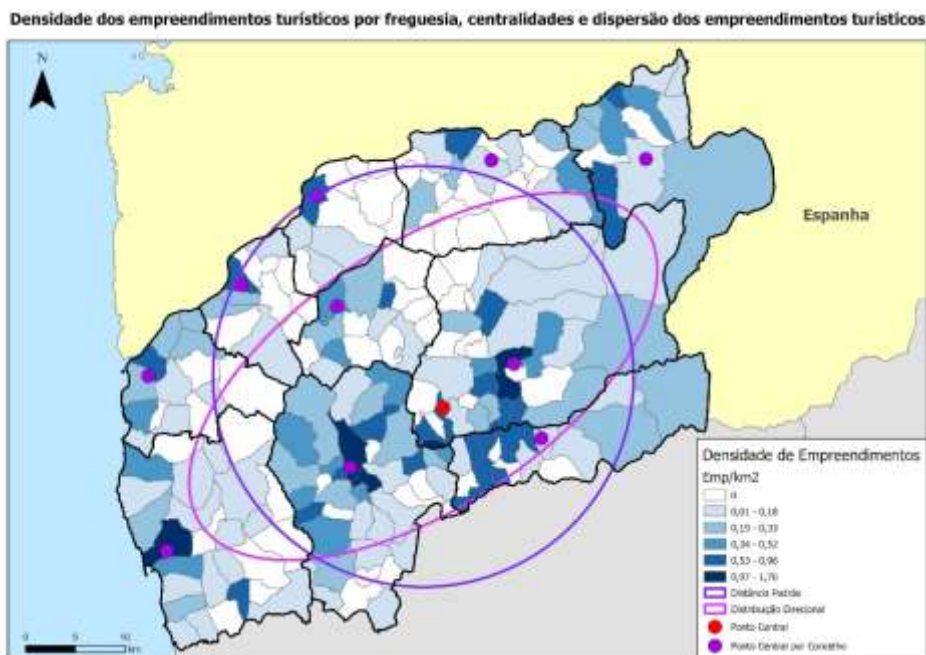 Densidade dos empreendimentos turísticos por freguesia, centralidades e dispersão dos empreendimentos turísticos
N
Espanha
Densidade de Empreendimentos
Emp/km2
0
0,01 - 0,18
0,19 - 0,33
0,34 - 0,52
0,53 - 0,96
0,97 - 1,76
Distância Padrão
Distribuição Direcional
Ponto Central
Ponto Central por Concelho
0 5 10
km